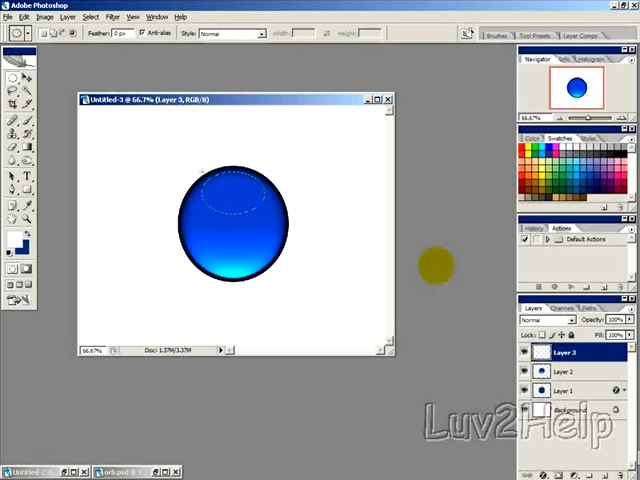 Adobe Photoshop
File Edit Image Layer Select Filter View Window Help
Feather: 0 px Anti-alias Style: Normal Width: Height: Brushes Tool Presets Layer Comps
Navigator Info Histogram
Untitled-3 @ 66.7% (Layer 3, RGB/8)
66.67%
Color Swatches Styles
History Actions
Default Actions
Layers Channels Paths
Normal Opacity: 100%
Lock: Fill: 100%
Layer 3
66.67% Doc: 1.37M/3.37M
Layer 2
Layer 1
Background
Luv2Help
Untitled-2 orb.psd @